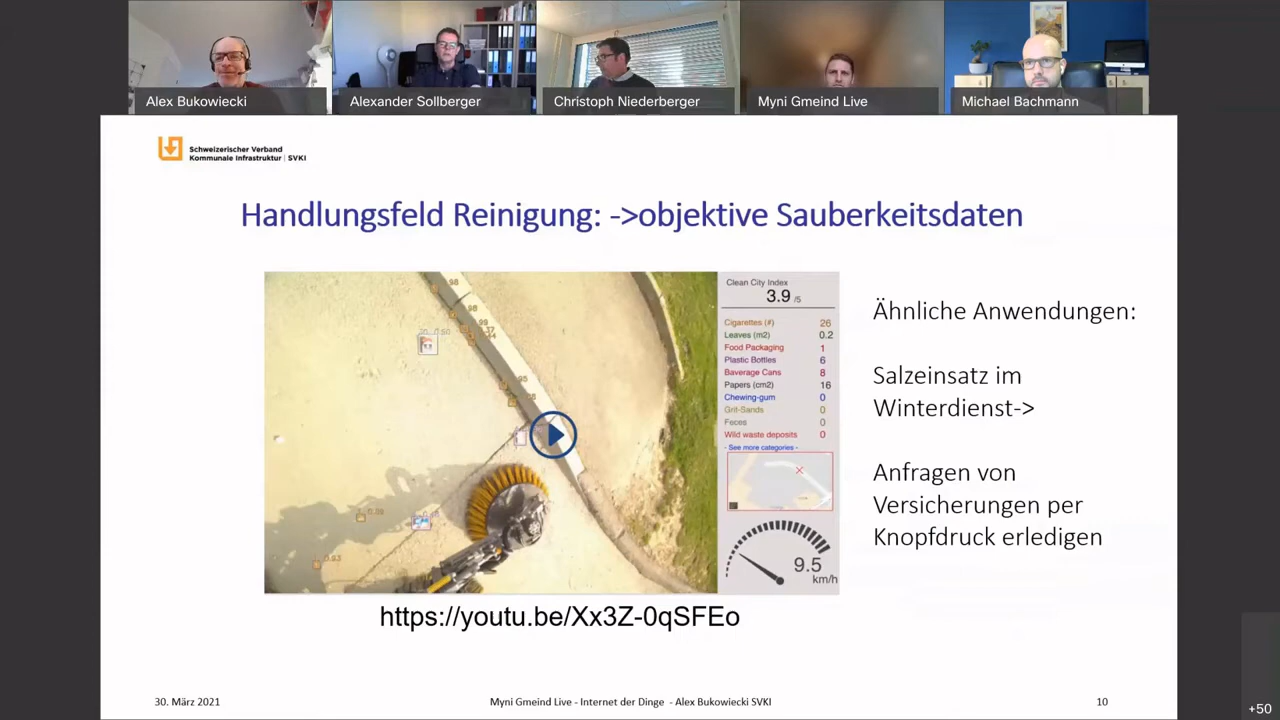 Alex Bukowiecki
Alexander Sollberger
Christoph Niederberger
Myni Gmeind Live
Michael Bachmann
Schweizerischer Verband
Kommunale Infrastruktur | SVKI
Handlungsfeld Reinigung: ->objektive Sauberkeitsdaten
Clean City Index
3.9 /5
Cigarettes (#) 26
Leaves (m2) 0.2
Food Packaging 1
Plastic Bottles 6
Baverage Cans 8
Papers (cm2) 16
Chewing-gum 0
Grit-Sands 0
Feces 0
Wild waste deposits 0
- See more categories -
9.5
km/h
Ähnliche Anwendungen:
Salzeinsatz im
Winterdienst->
Anfragen von
Versicherungen per
Knopfdruck erledigen
https://youtu.be/Xx3Z-0qSFEo
30. März 2021
Myni Gmeind Live - Internet der Dinge - Alex Bukowiecki SVKI
10
+50